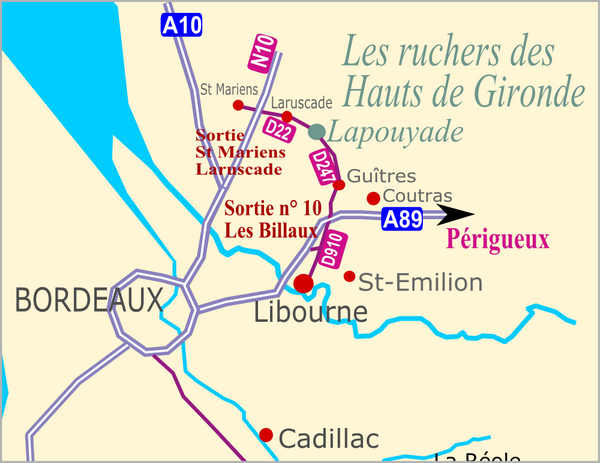 A10
N10
Les ruchers des
Hauts de Gironde
St Mariens
Laruscade
D22
Lapouyade
Sortie
St Mariens
Laruscade
D247
Guîtres
Coutras
Sortie n° 10
Les Billaux
A89
Périgueux
D910
St-Emilion
BORDEAUX
Libourne
Cadillac
La Réole